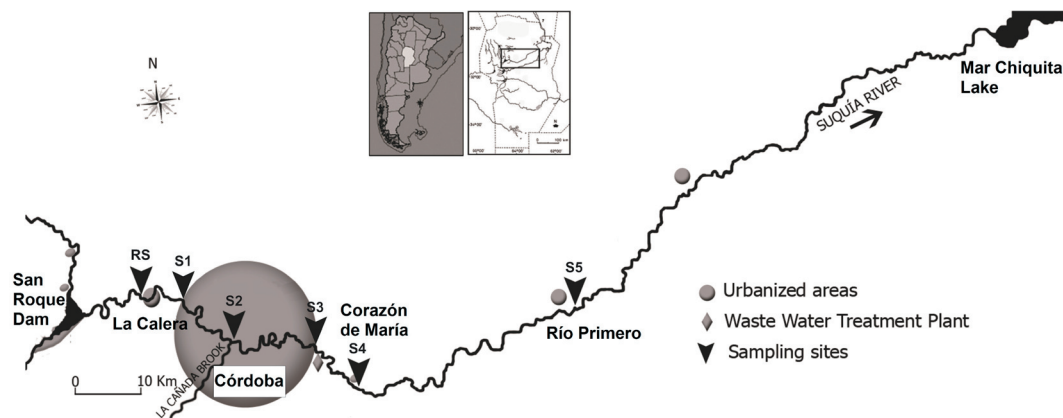 N
Mar Chiquita
Lake
SUQUÍA RIVER
RS
S1
S2
S3
S4
S5
San
Roque
Dam
La Calera
Corazón
de María
Río Primero
LA CAÑADA BROOK
Córdoba
0 10 Km
Urbanized areas
Waste Water Treatment Plant
Sampling sites